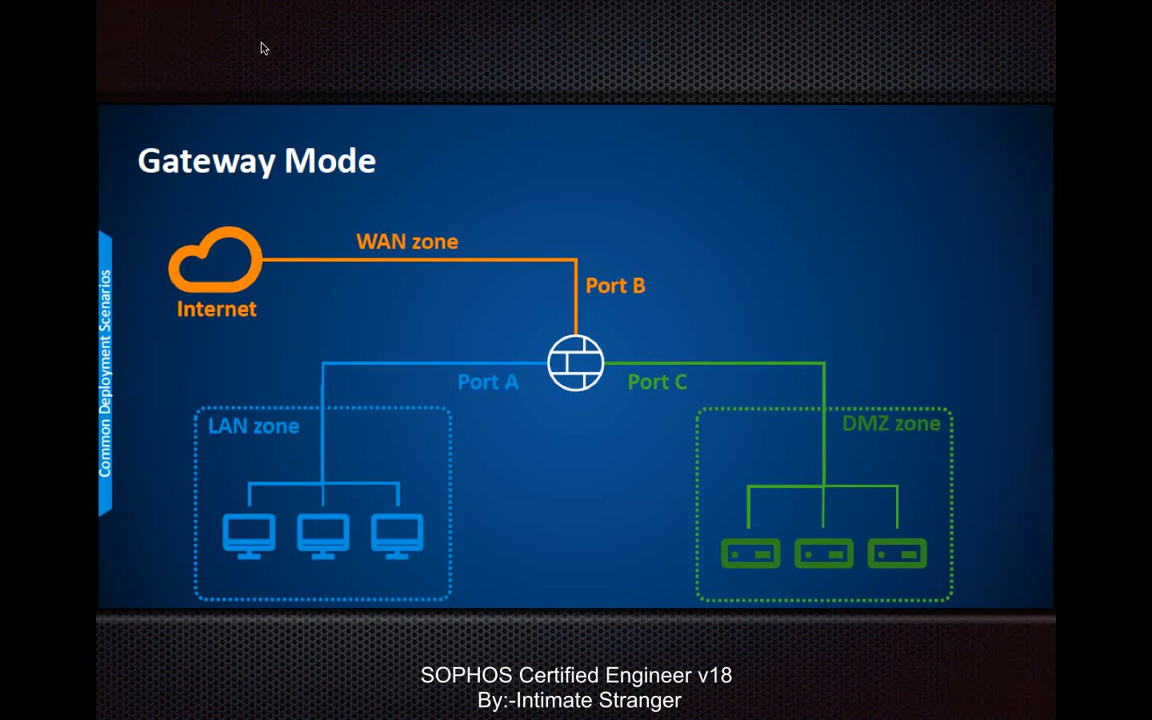 Gateway Mode
WAN zone
Port B
Internet
Common Deployment Scenarios
Port A
Port C
LAN zone
DMZ zone
SOPHOS Certified Engineer v18
By:-Intimate Stranger